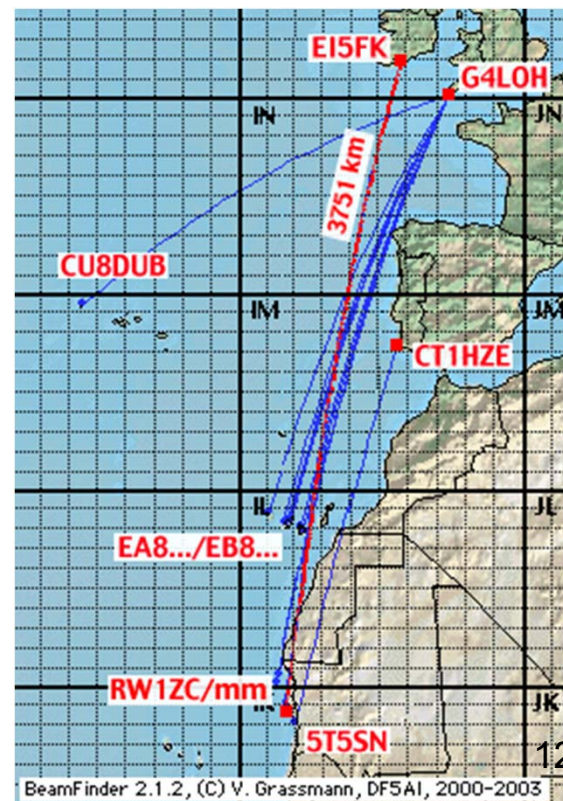 EI5FK
G4LOH
IN
JN
3751 km
CU8DUB
IM
JM
CT1HZE
IL
JL
EA8.../EB8...
RW1ZC/mm
JK
5T5SN
12
BeamFinder 2.1.2, (C) V. Grassmann, DF5AI, 2000-2003